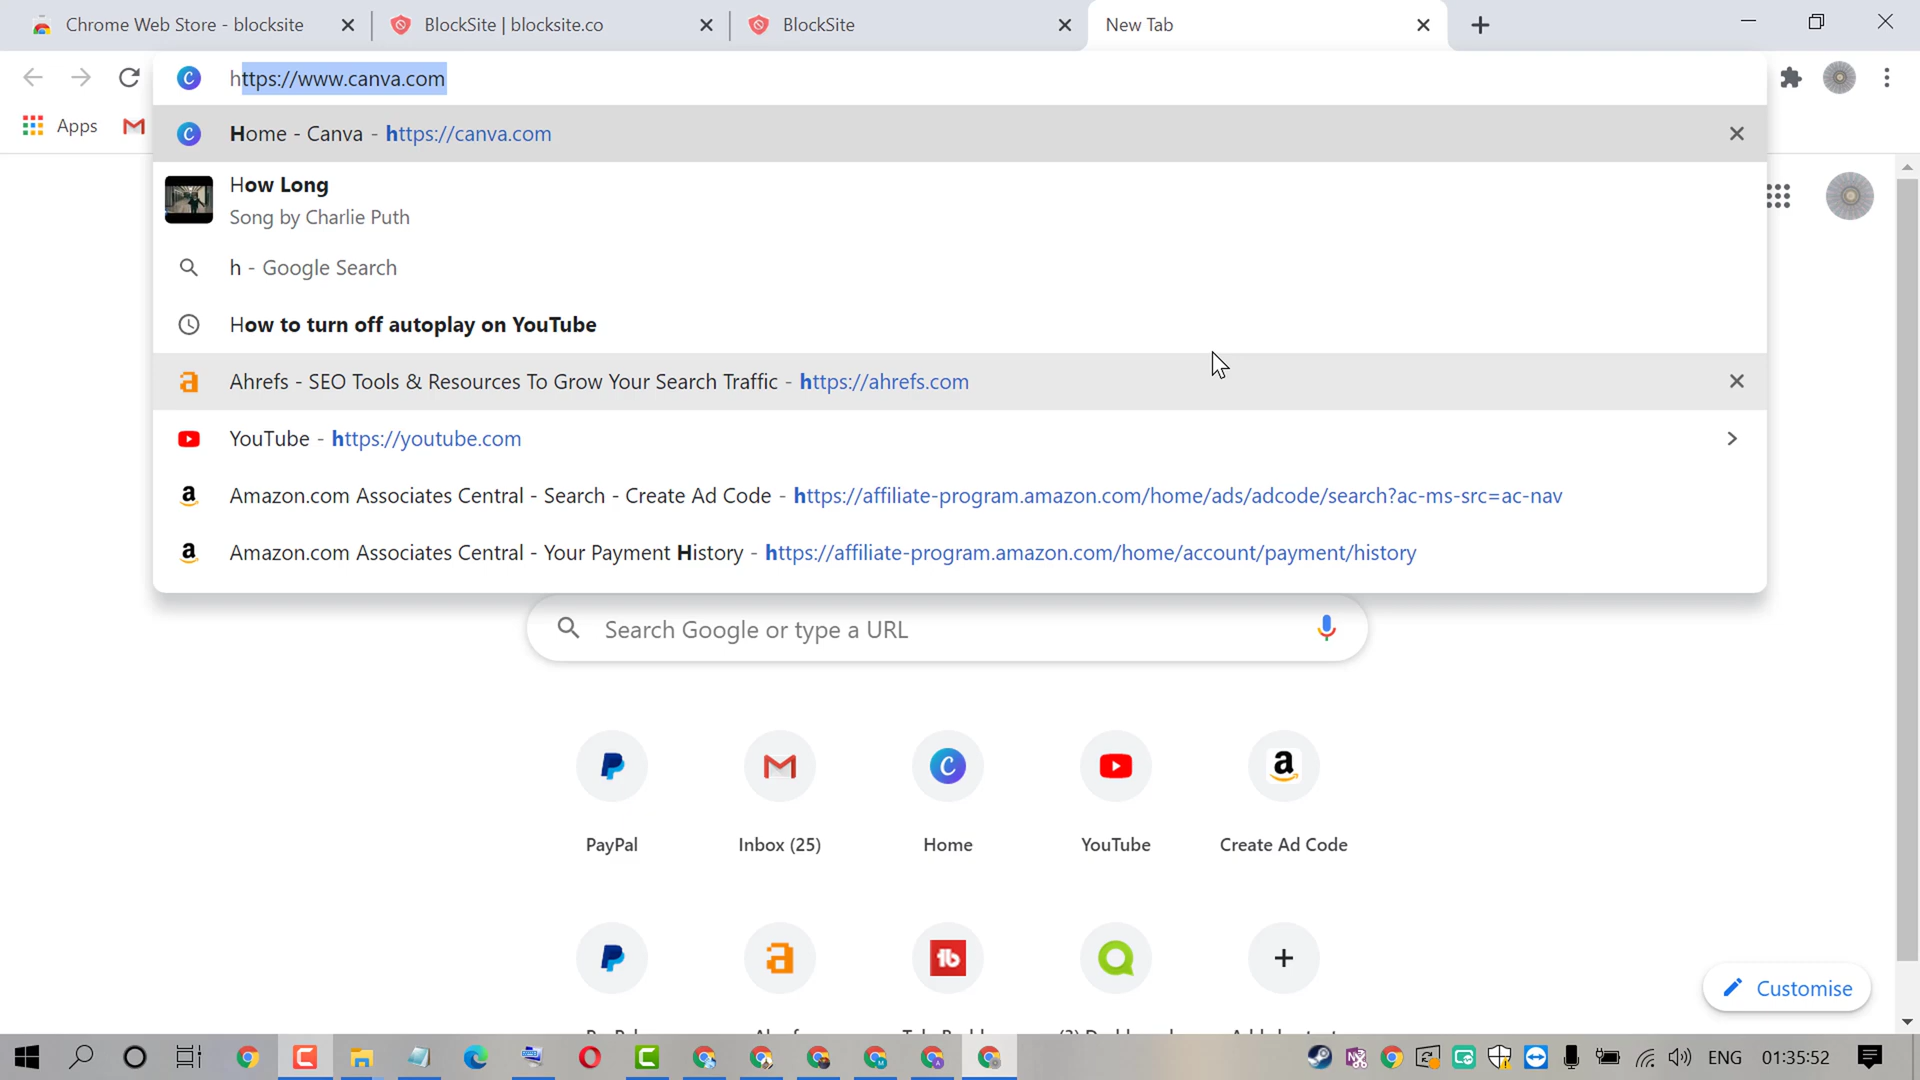 Chrome Web Store - blocksite
BlockSite | blocksite.co
BlockSite
New Tab
https://www.canva.com
Apps
Home - Canva - https://canva.com
How Long
Song by Charlie Puth
h - Google Search
How to turn off autoplay on YouTube
Ahrefs - SEO Tools & Resources To Grow Your Search Traffic - https://ahrefs.com
YouTube - https://youtube.com
Amazon.com Associates Central - Search - Create Ad Code - https://affiliate-program.amazon.com/home/ads/adcode/search?ac-ms-src=ac-nav
Amazon.com Associates Central - Your Payment History - https://affiliate-program.amazon.com/home/account/payment/history
Search Google or type a URL
PayPal
Inbox (25)
Home
YouTube
Create Ad Code
Customise
ENG
01:35:52